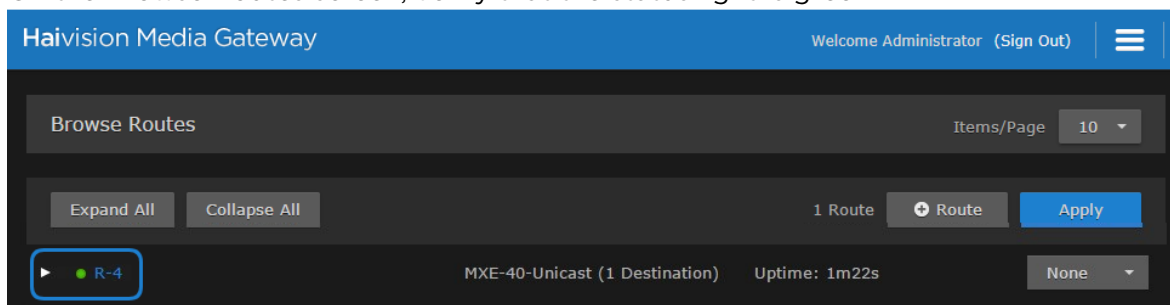 Haivision Media Gateway
Welcome Administrator (Sign Out)
Browse Routes
Items/Page 10
Expand All Collapse All 1 Route Route Apply
R-4 MXE-40-Unicast (1 Destination) Uptime: 1m22s None